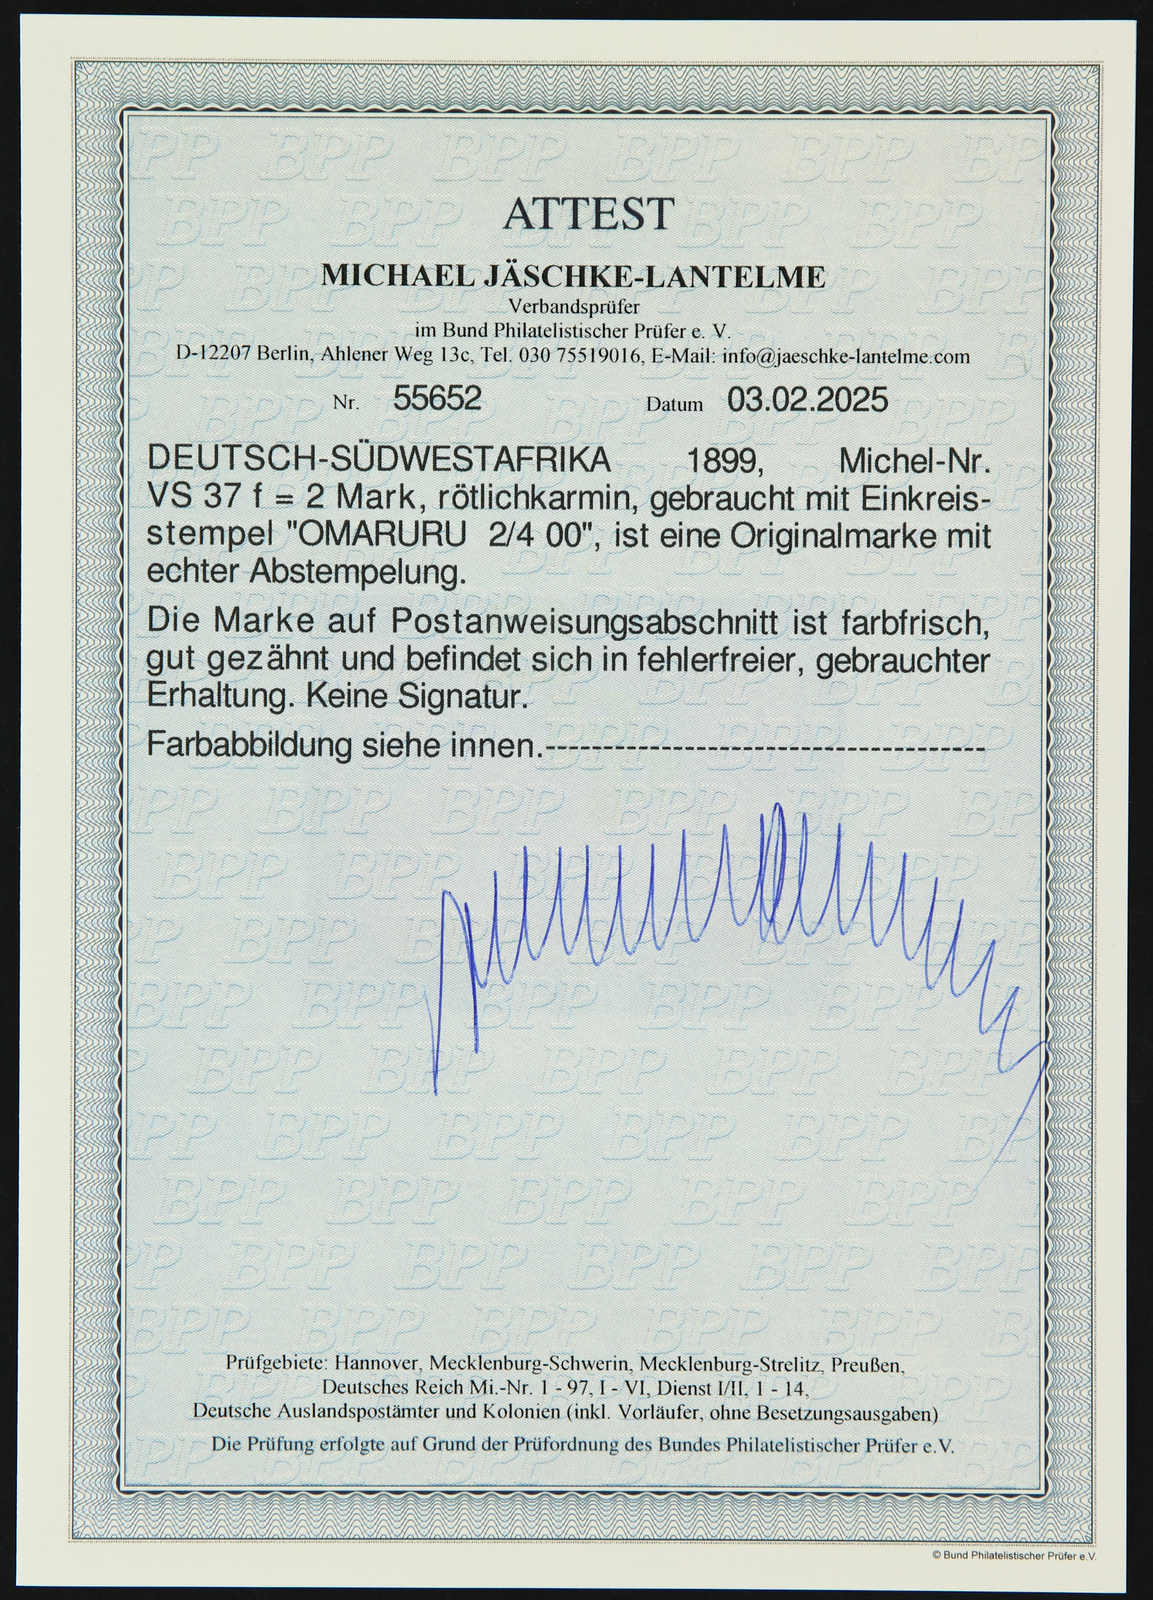 ATTEST
MICHAEL JÄSCHKE-LANTELME
Verbandsprüfer
im Bund Philatelistischer Prüfer e. V.
D-12207 Berlin, Ahlener Weg 13c, Tel. 030 75519016, E-Mail: info@jaeschke-lantelme.com
Nr. 55652 Datum 03.02.2025
DEUTSCH-SÜDWESTAFRIKA 1899, Michel-Nr.
VS 37 f = 2 Mark, rötlichkarmin, gebraucht mit Einkreis-
stempel "OMARURU 2/4 00", ist eine Originalmarke mit
echter Abstempelung.
Die Marke auf Postanweisungsabschnitt ist farbfrisch,
gut gezähnt und befindet sich in fehlerfreier, gebrauchter
Erhaltung. Keine Signatur.
Farbabbildung siehe innen.--------------------------------------
Prüfgebiete: Hannover, Mecklenburg-Schwerin, Mecklenburg-Strelitz, Preußen,
Deutsches Reich Mi.-Nr. 1 - 97, I - VI, Dienst I/II, 1 - 14,
Deutsche Auslandspostämter und Kolonien (inkl. Vorläufer, ohne Besetzungsausgaben)
Die Prüfung erfolgte auf Grund der Prüfordnung des Bundes Philatelistischer Prüfer e.V.
© Bund Philatelistischer Prüfer e.V.